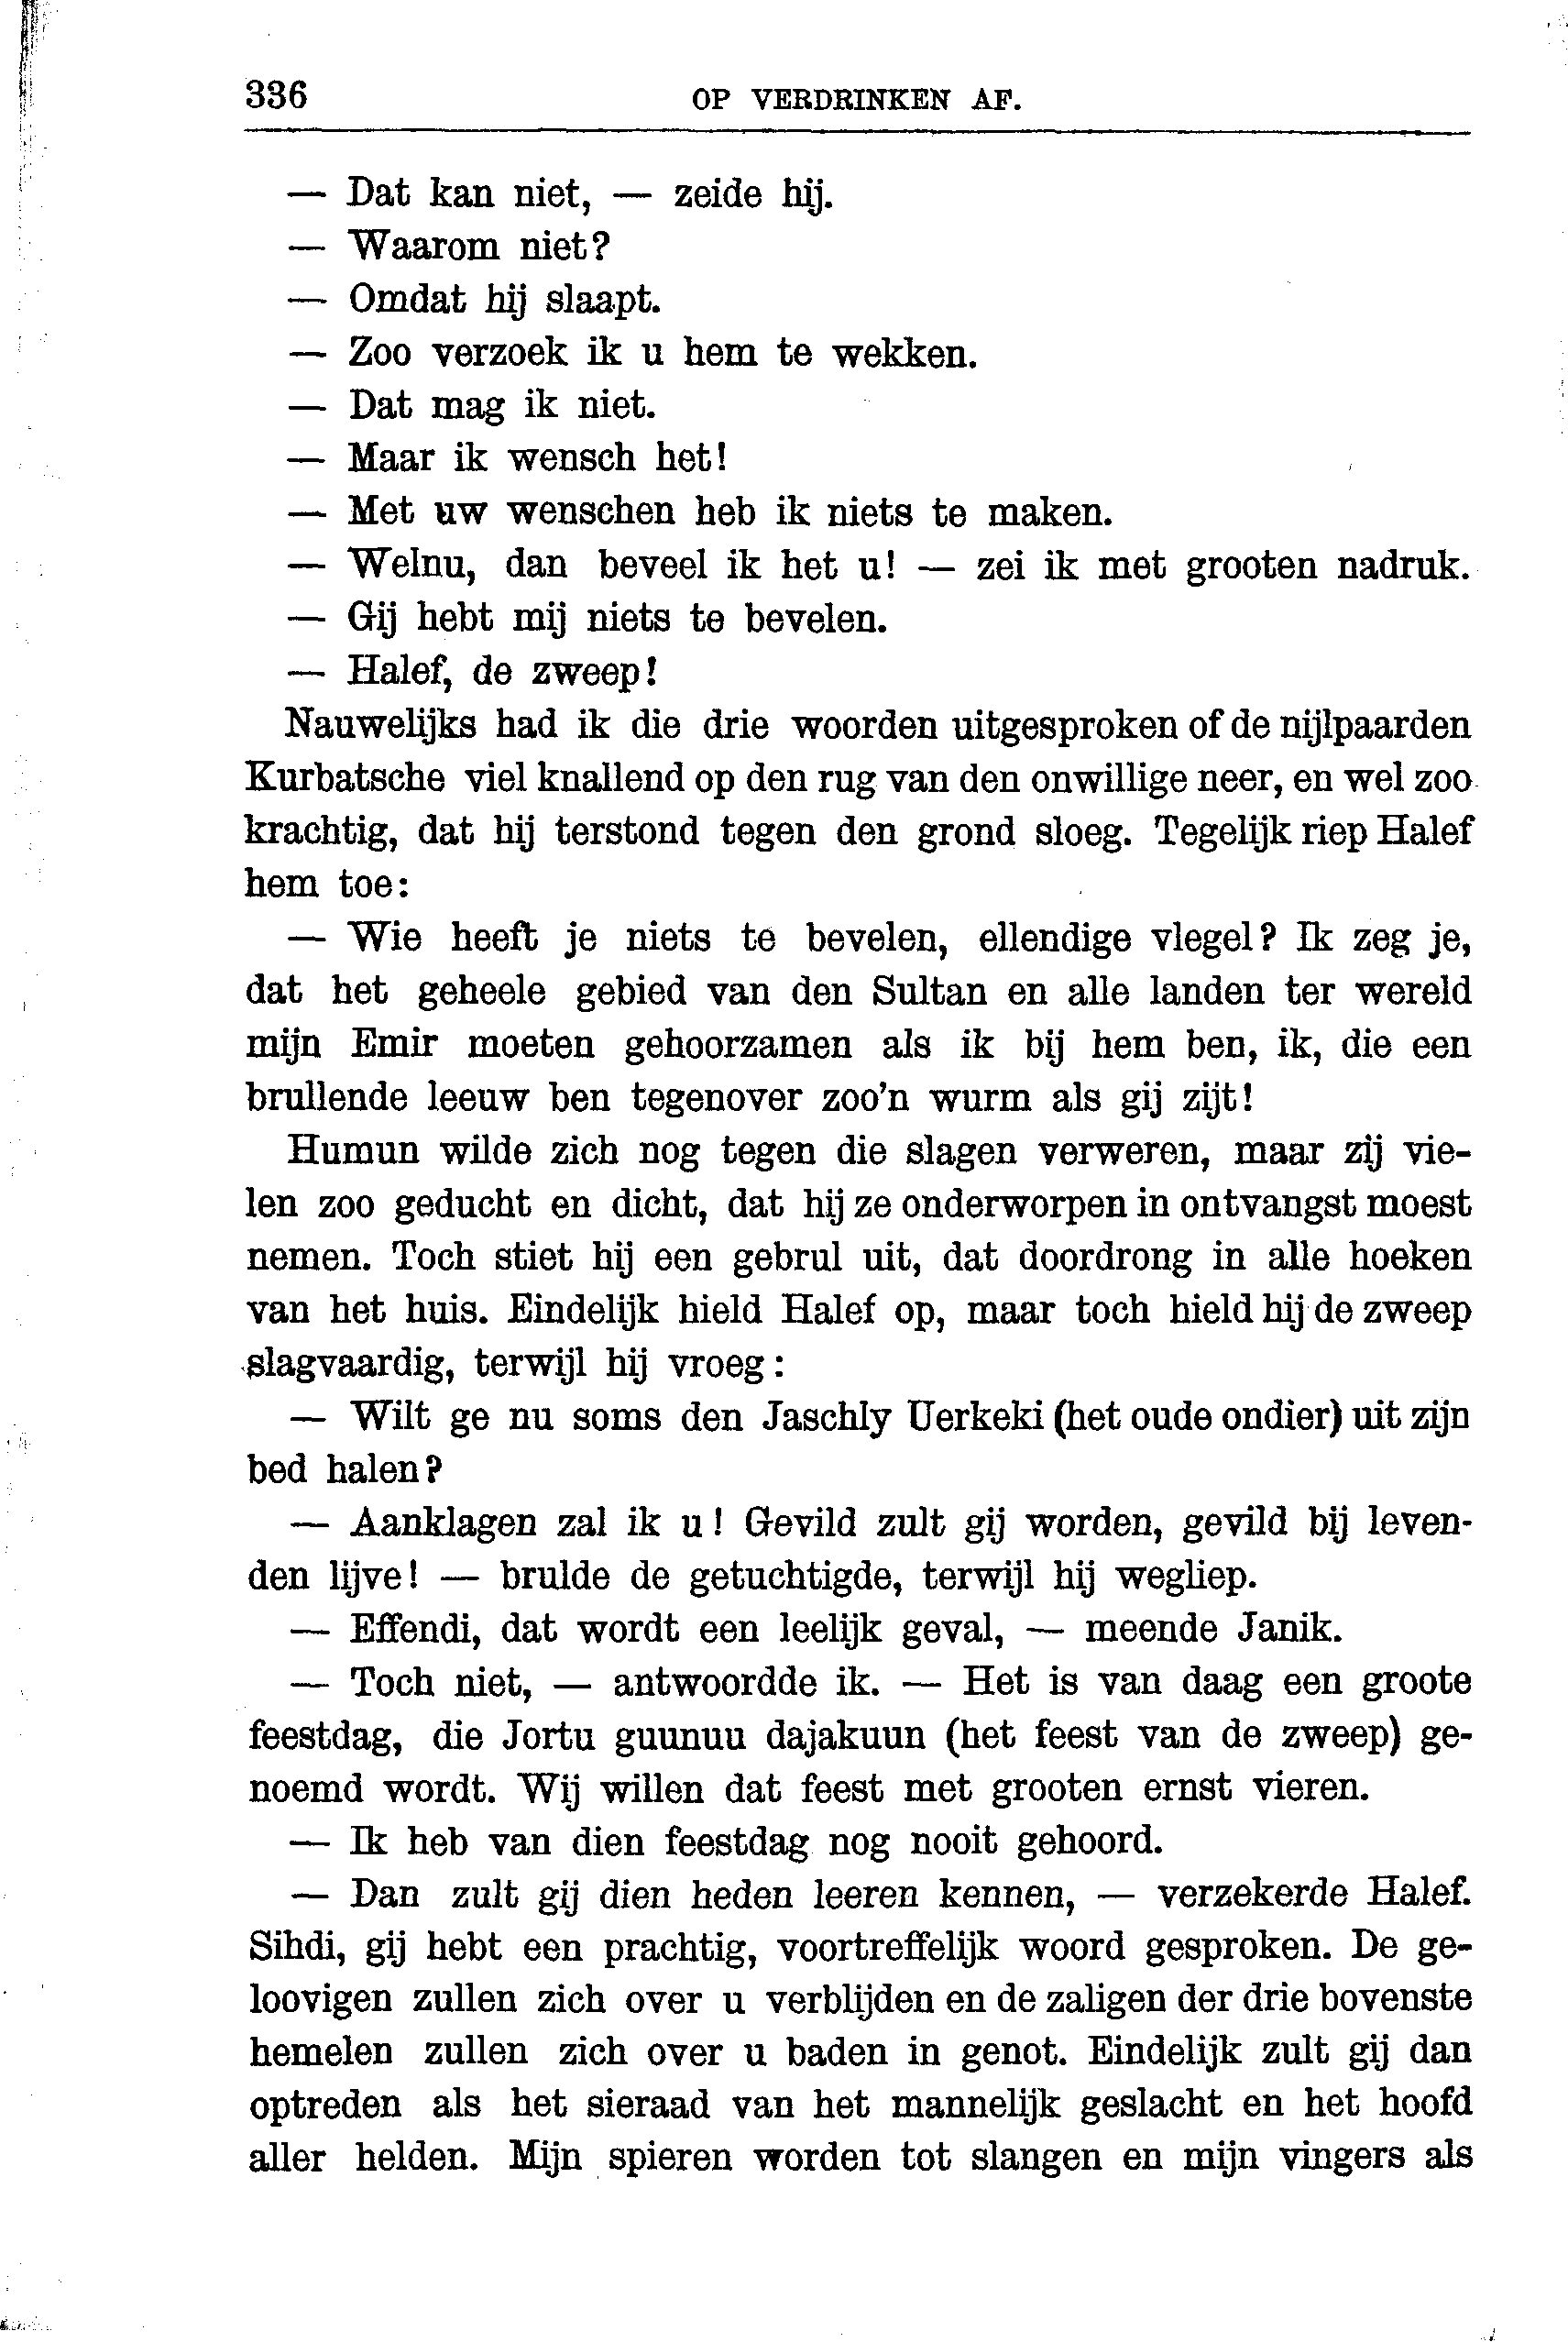 336 OP VERDRINKEN AF.
— Dat kan niet, — zeide hij.
— Waarom niet?
— Omdat hij slaapt.
— Zoo verzoek ik u hem te wekken.
— Dat mag ik niet.
— Maar ik wensch het!
— Met uw wenschen heb ik niets te maken.
— Welnu, dan beveel ik het u! — zei ik met grooten nadruk.
— Gij hebt mij niets te bevelen.
— Halef, de zweep!
Nauwelijks had ik die drie woorden uitgesproken of de nijlpaarden
Kurbatsche viel knallend op den rug van den onwillige neer, en wel zoo
krachtig, dat hij terstond tegen den grond sloeg. Tegelijk riep Halef
hem toe:
— Wie heeft je niets te bevelen, ellendige vlegel? Ik zeg je,
dat het geheele gebied van den Sultan en alle landen ter wereld
mijn Emir moeten gehoorzamen als ik bij hem ben, ik, die een
brullende leeuw ben tegenover zoo'n wurm als gij zijt!
Humun wilde zich nog tegen die slagen verweren, maar zij vie-
len zoo geducht en dicht, dat hij ze onderworpen in ontvangst moest
nemen. Toch stiet hij een gebrul uit, dat doordrong in alle hoeken
van het huis. Eindelijk hield Halef op, maar toch hield hij de zweep
slagvaardig, terwijl hij vroeg:
— Wilt ge nu soms den Jaschly Uerkeki (het oude ondier) uit zijn
bed halen?
— Aanklagen zal ik u! Gevild zult gij worden, gevild bij leven-
den lijve! — brulde de getuchtigde, terwijl hij wegliep.
— Effendi, dat wordt een leelijk geval, — meende Janik.
— Toch niet, — antwoordde ik. — Het is van daag een groote
feestdag, die Jortu guunuu dajakuun (het feest van de zweep) ge-
noemd wordt. Wij willen dat feest met grooten ernst vieren.
— Ik heb van dien feestdag nog nooit gehoord.
— Dan zult gij dien heden leeren kennen, — verzekerde Halef.
Sihdi, gij hebt een prachtig, voortreffelijk woord gesproken. De ge-
loovigen zullen zich over u verblijden en de zaligen der drie bovenste
hemelen zullen zich over u baden in genot. Eindelijk zult gij dan
optreden als het sieraad van het mannelijk geslacht en het hoofd
aller helden. Mijn spieren worden tot slangen en mijn vingers als